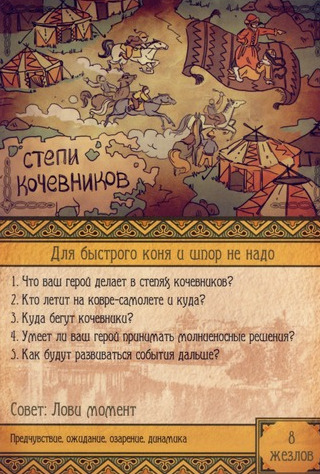 СТЕПИ
КОЧЕВНИКОВ
Для быстрого коня и шпор не надо
1. Что ваш герой делает в степях кочевников?
2. Кто летит на ковре-самолете и куда?
3. Куда бегут кочевники?
4. Умеет ли ваш герой принимать молниеносные решения?
5. Как будут развиваться события дальше?
Совет: Лови момент
Предчувствие, ожидание, озарение, динамика
8
жезлов